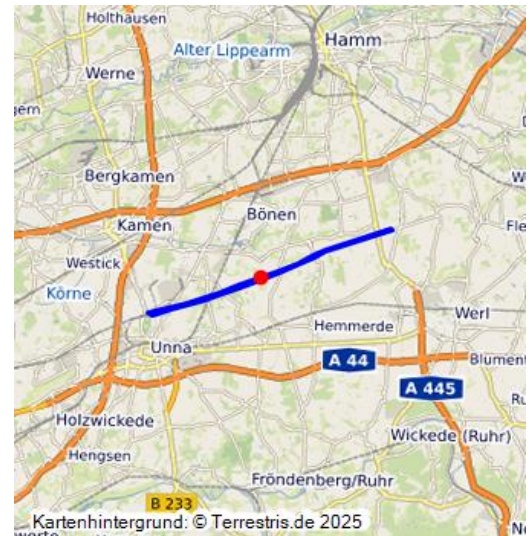 Holthausen
Hamm
Alter Lippearm
Werne
Bergkamen
Bönen
Kamen
Westick
Körne
Hemmerde
Werl
Unna
A 44
A 445
Holzwickede
Wickede (Ruhr)
Hengsen
Fröndenberg/Ruhr
B 233
Kartenhintergrund: © Terrestris.de 2025